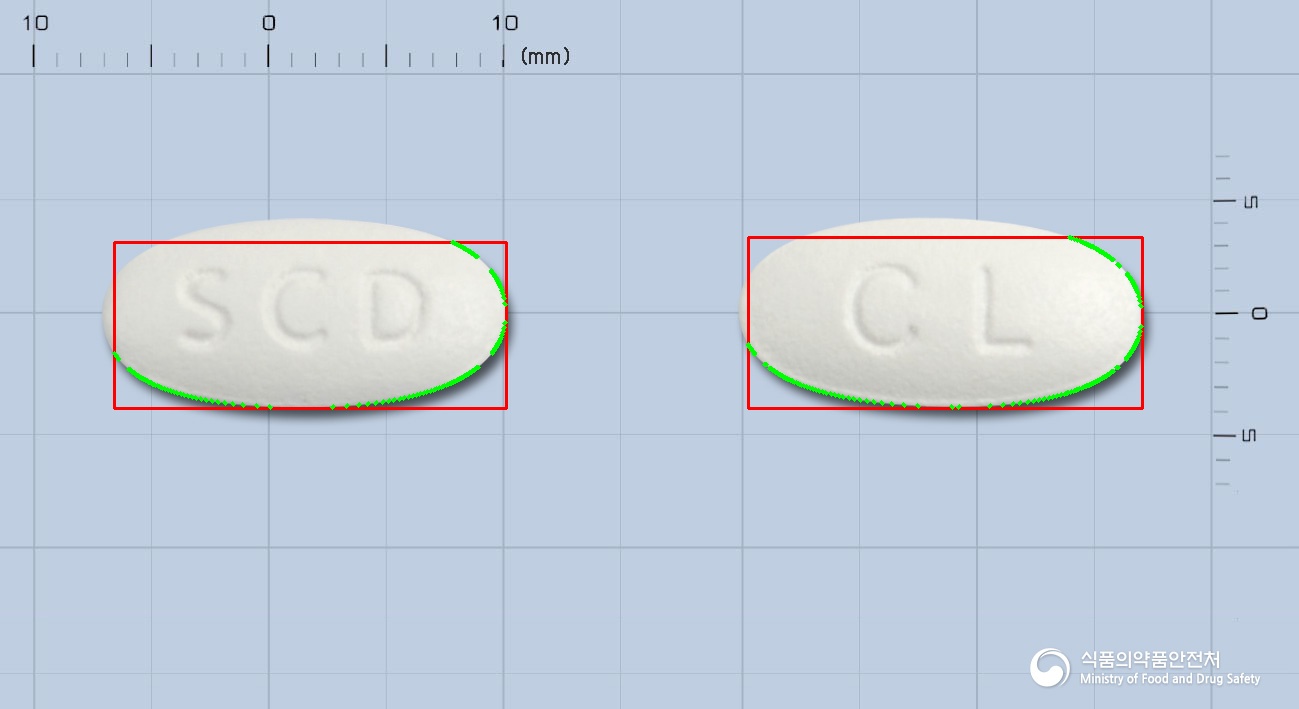 10 0 10
(mm)
SCD
CL
5
0
5
식품의약품안전처
Ministry of Food and Drug Safety